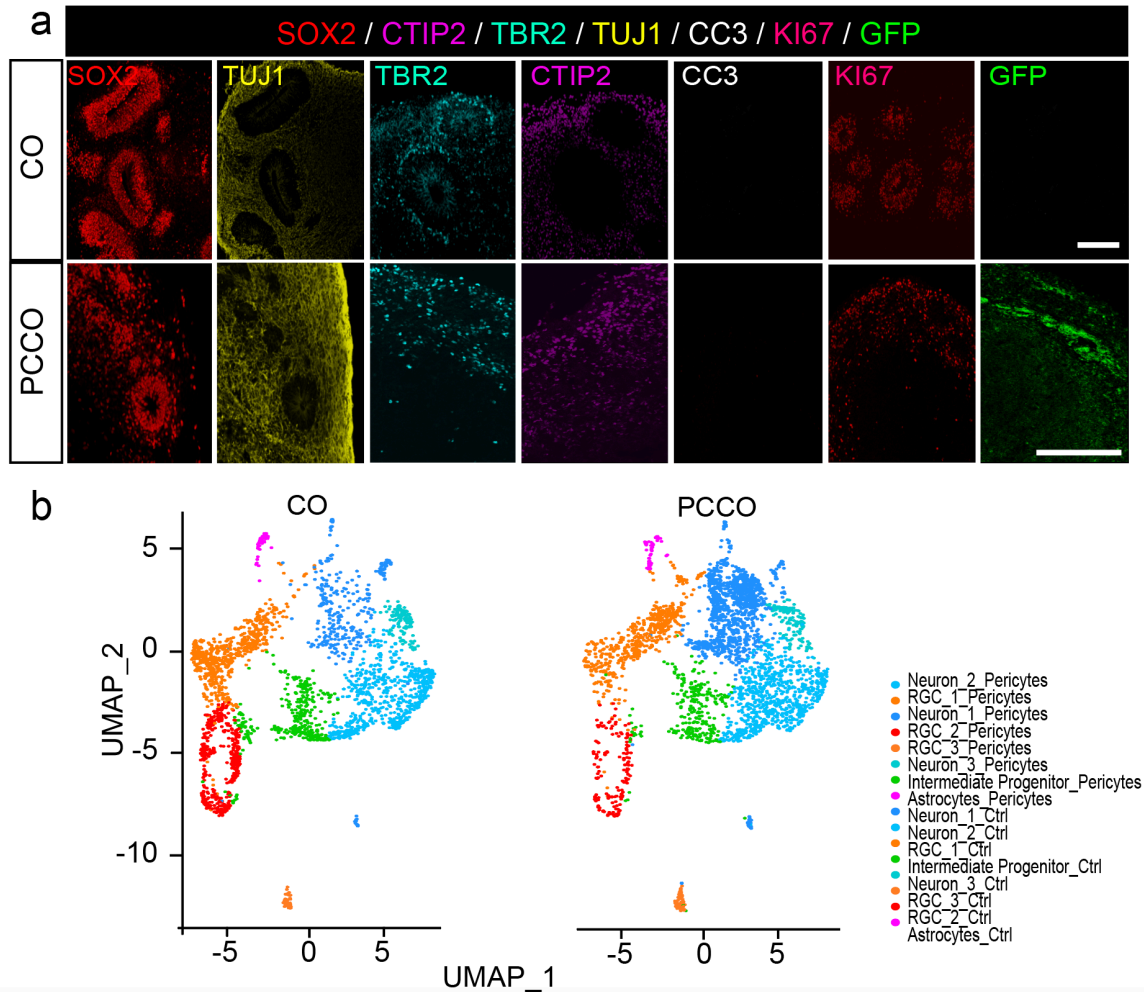 a
SOX2 / CTIP2 / TBR2 / TUJ1 / CC3 / KI67 / GFP
SOX2 TUJ1 TBR2 CTIP2 CC3 KI67 GFP
CO
PCCO
b
CO PCCO
5
0
-5
-10
UMAP_2
-5 0 5
-5 0 5
UMAP_1
Neuron_2_Pericytes
RGC_1_Pericytes
Neuron_1_Pericytes
RGC_2_Pericytes
RGC_3_Pericytes
Neuron_3_Pericytes
Intermediate Progenitor_Pericytes
Astrocytes_Pericytes
Neuron_1_Ctrl
Neuron_2_Ctrl
RGC_1_Ctrl
Intermediate Progenitor_Ctrl
Neuron_3_Ctrl
RGC_3_Ctrl
RGC_2_Ctrl
Astrocytes_Ctrl